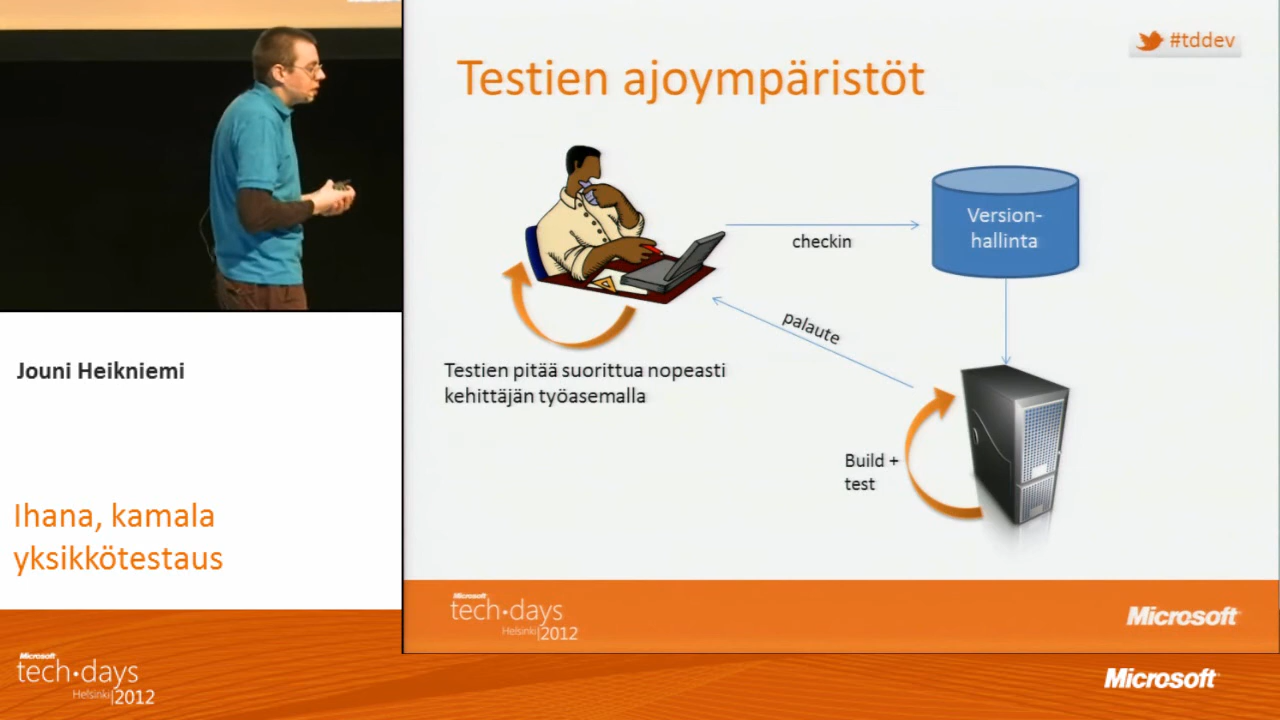 #tddev
Testien ajoympäristöt
Version-
hallinta
checkin
palaute
Testien pitää suorittua nopeasti
kehittäjän työasemalla
Build +
test
Jouni Heikniemi
Ihana, kamala
yksikkötestaus
Microsoft
tech·days
Helsinki|2012
Microsoft
Microsoft
tech·days
Helsinki|2012
Microsoft